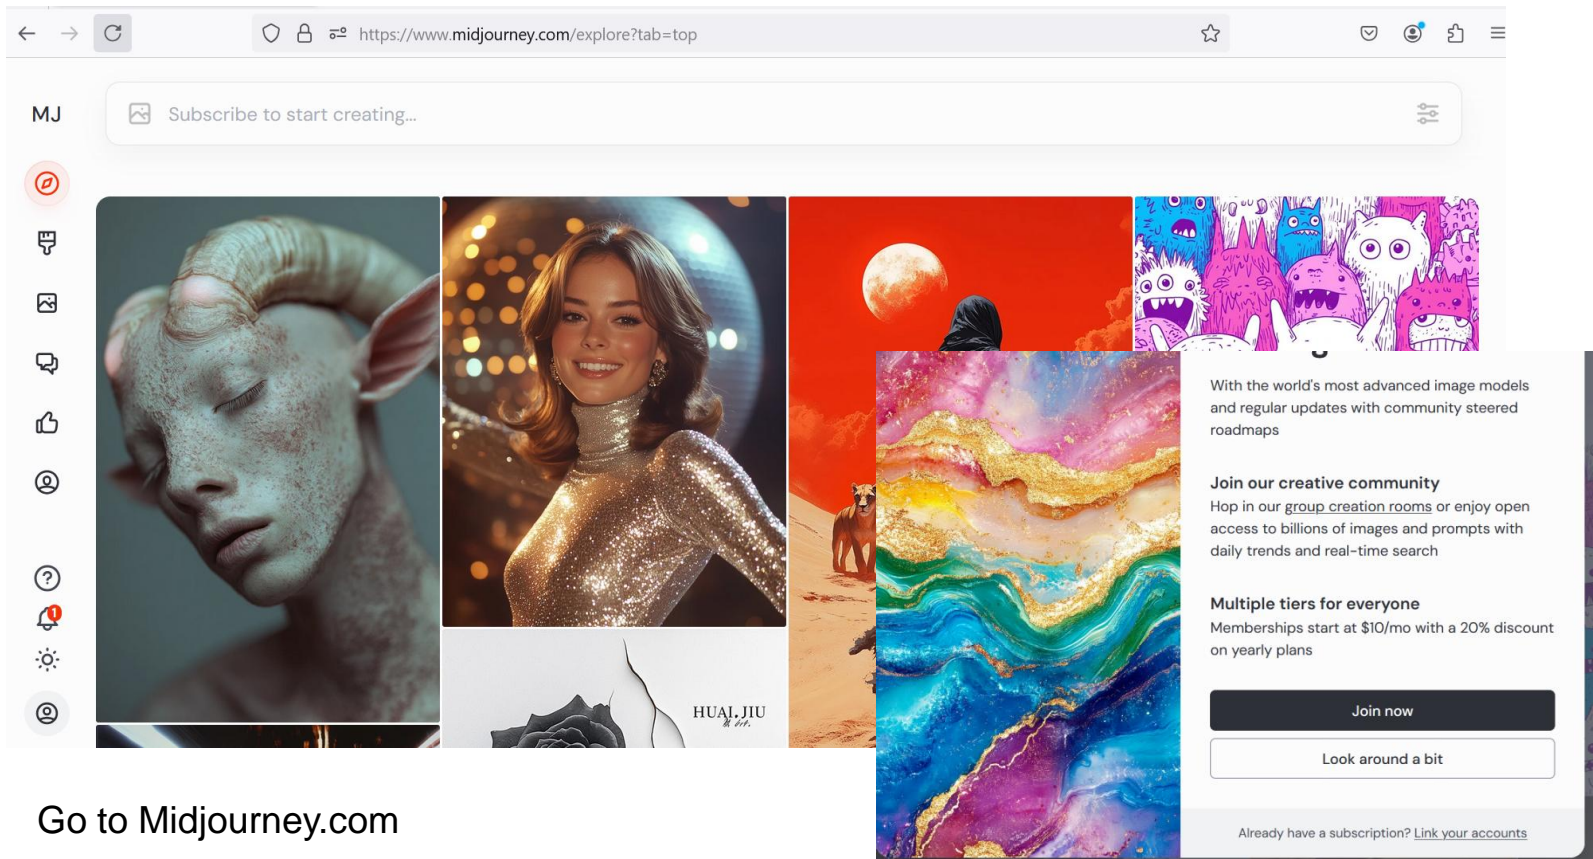 https://www.midjourney.com/explore?tab=top
MJ
Subscribe to start creating...
1
HUAI.JIU
With the world's most advanced image models
and regular updates with community steered
roadmaps
Join our creative community
Hop in our group creation rooms or enjoy open
access to billions of images and prompts with
daily trends and real-time search
Multiple tiers for everyone
Memberships start at $10/mo with a 20% discount
on yearly plans
Join now
Look around a bit
Already have a subscription? Link your accounts
Go to Midjourney.com